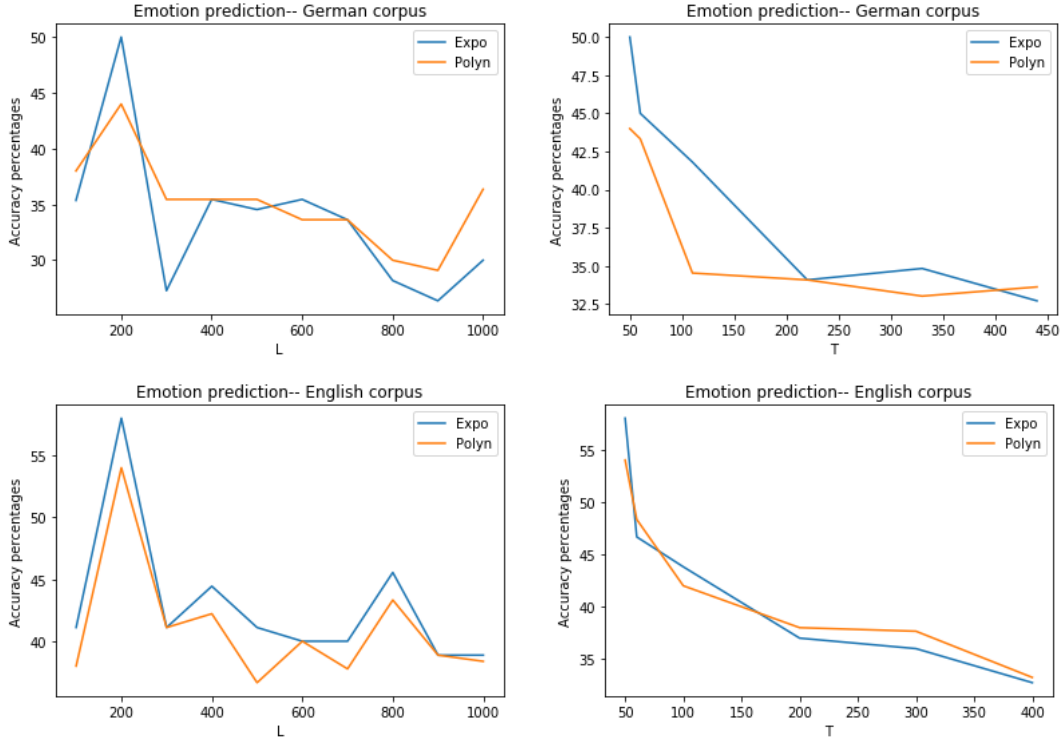 Emotion prediction-- German corpus
Expo
Polyn
Accuracy percentages
50
45
40
35
30
200
400
600
800
1000
L
Emotion prediction-- German corpus
Expo
Polyn
Accuracy percentages
50.0
47.5
45.0
42.5
40.0
37.5
35.0
32.5
50
100
150
200
250
300
350
400
450
T
Emotion prediction-- English corpus
Expo
Polyn
Accuracy percentages
55
50
45
40
200
400
600
800
1000
L
Emotion prediction-- English corpus
Expo
Polyn
Accuracy percentages
55
50
45
40
35
50
100
150
200
250
300
350
400
T